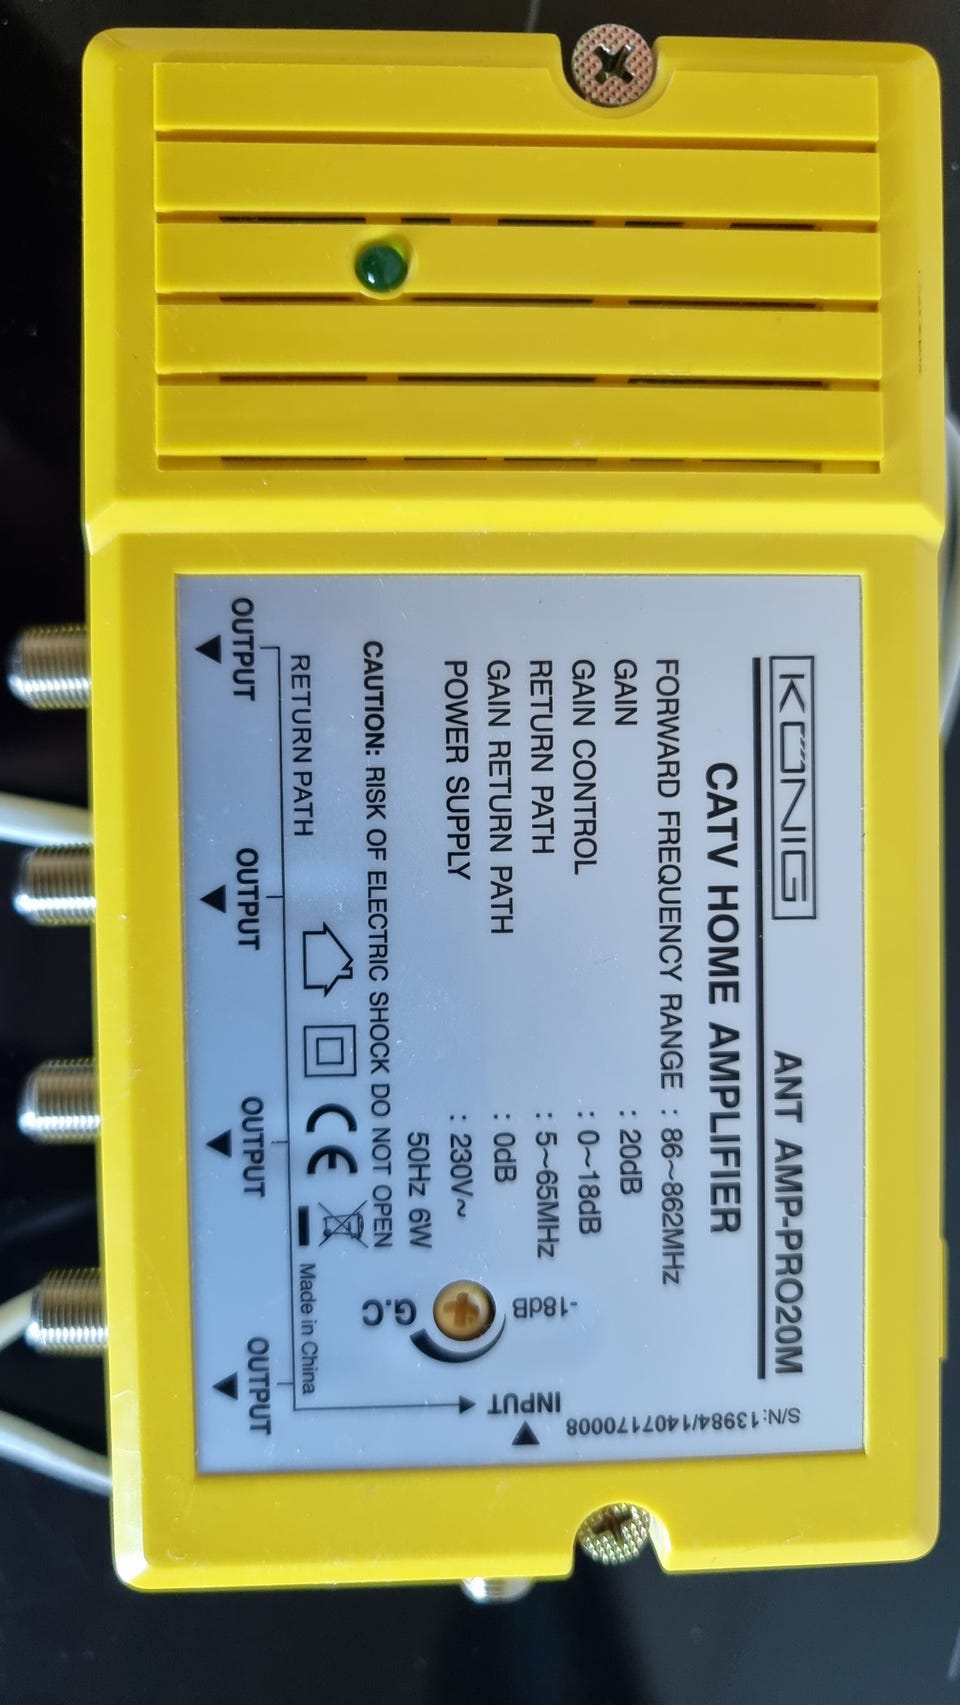 KÖNIG ANT AMP-PRO20M
CATV HOME AMPLIFIER
FORWARD FREQUENCY RANGE : 86~862MHz
GAIN : 20dB
GAIN CONTROL : 0~18dB
RETURN PATH : 5~65MHz
GAIN RETURN PATH : 0dB
POWER SUPPLY : 230V~
50Hz 6W
CAUTION: RISK OF ELECTRIC SHOCK DO NOT OPEN
RETURN PATH
CE
Made in China
OUTPUT OUTPUT OUTPUT OUTPUT
S/N:13984/1407170008
INPUT
-18dB
G.C